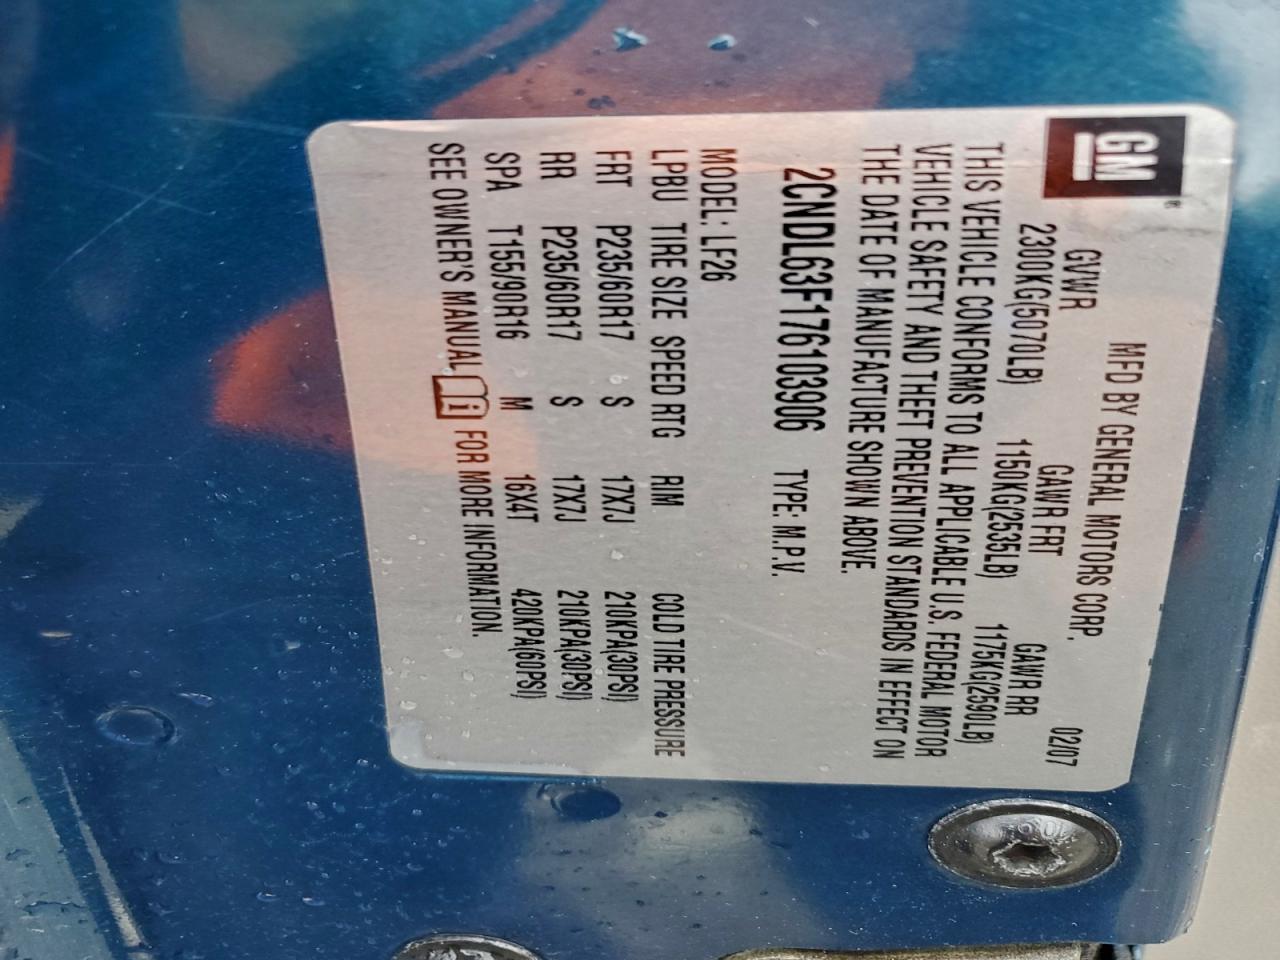 GM®
MFD BY GENERAL MOTORS CORP. 02/07
GVWR GAWR FRT GAWR RR
2300KG(5070LB) 1150KG(2535LB) 1175KG(2590LB)
THIS VEHICLE CONFORMS TO ALL APPLICABLE U.S. FEDERAL MOTOR
VEHICLE SAFETY AND THEFT PREVENTION STANDARDS IN EFFECT ON
THE DATE OF MANUFACTURE SHOWN ABOVE.
2CNDL63F176103906 TYPE: M.P.V.
MODEL: LF26
LPBU TIRE SIZE SPEED RTG RIM COLD TIRE PRESSURE
FRT P235/60R17 S 17X7J 210KPA(30PSI)
RR P235/60R17 S 17X7J 210KPA(30PSI)
SPA T155/90R16 M 16X4T 420KPA(60PSI)
SEE OWNER'S MANUAL i FOR MORE INFORMATION.